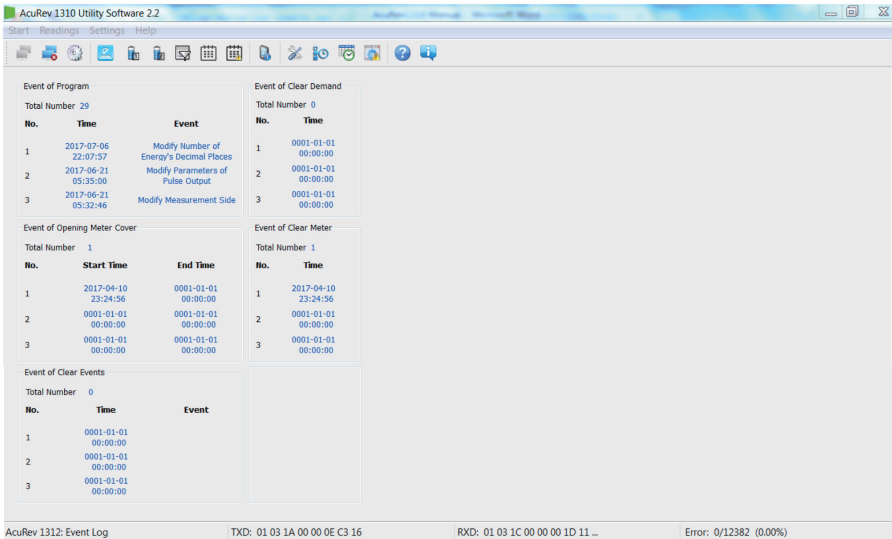 AcuRev 1310 Utility Software 2.2
Start Readings Settings Help
Event of Program
Total Number 29
No. Time Event
1 2017-07-06 22:07:57 Modify Number of Energy's Decimal Places
2 2017-06-21 05:35:00 Modify Parameters of Pulse Output
3 2017-06-21 05:32:46 Modify Measurement Side
Event of Clear Demand
Total Number 0
No. Time
1 0001-01-01 00:00:00
2 0001-01-01 00:00:00
3 0001-01-01 00:00:00
Event of Opening Meter Cover
Total Number 1
No. Start Time End Time
1 2017-04-10 23:24:56 0001-01-01 00:00:00
2 0001-01-01 00:00:00 0001-01-01 00:00:00
3 0001-01-01 00:00:00 0001-01-01 00:00:00
Event of Clear Meter
Total Number 1
No. Time
1 2017-04-10 23:24:56
2 0001-01-01 00:00:00
3 0001-01-01 00:00:00
Event of Clear Events
Total Number 0
No. Time Event
1 0001-01-01 00:00:00
2 0001-01-01 00:00:00
3 0001-01-01 00:00:00
AcuRev 1312: Event Log TXD: 01 03 1A 00 00 0E C3 16 RXD: 01 03 1C 00 00 00 1D 11 ... Error: 0/12382 (0.00%)